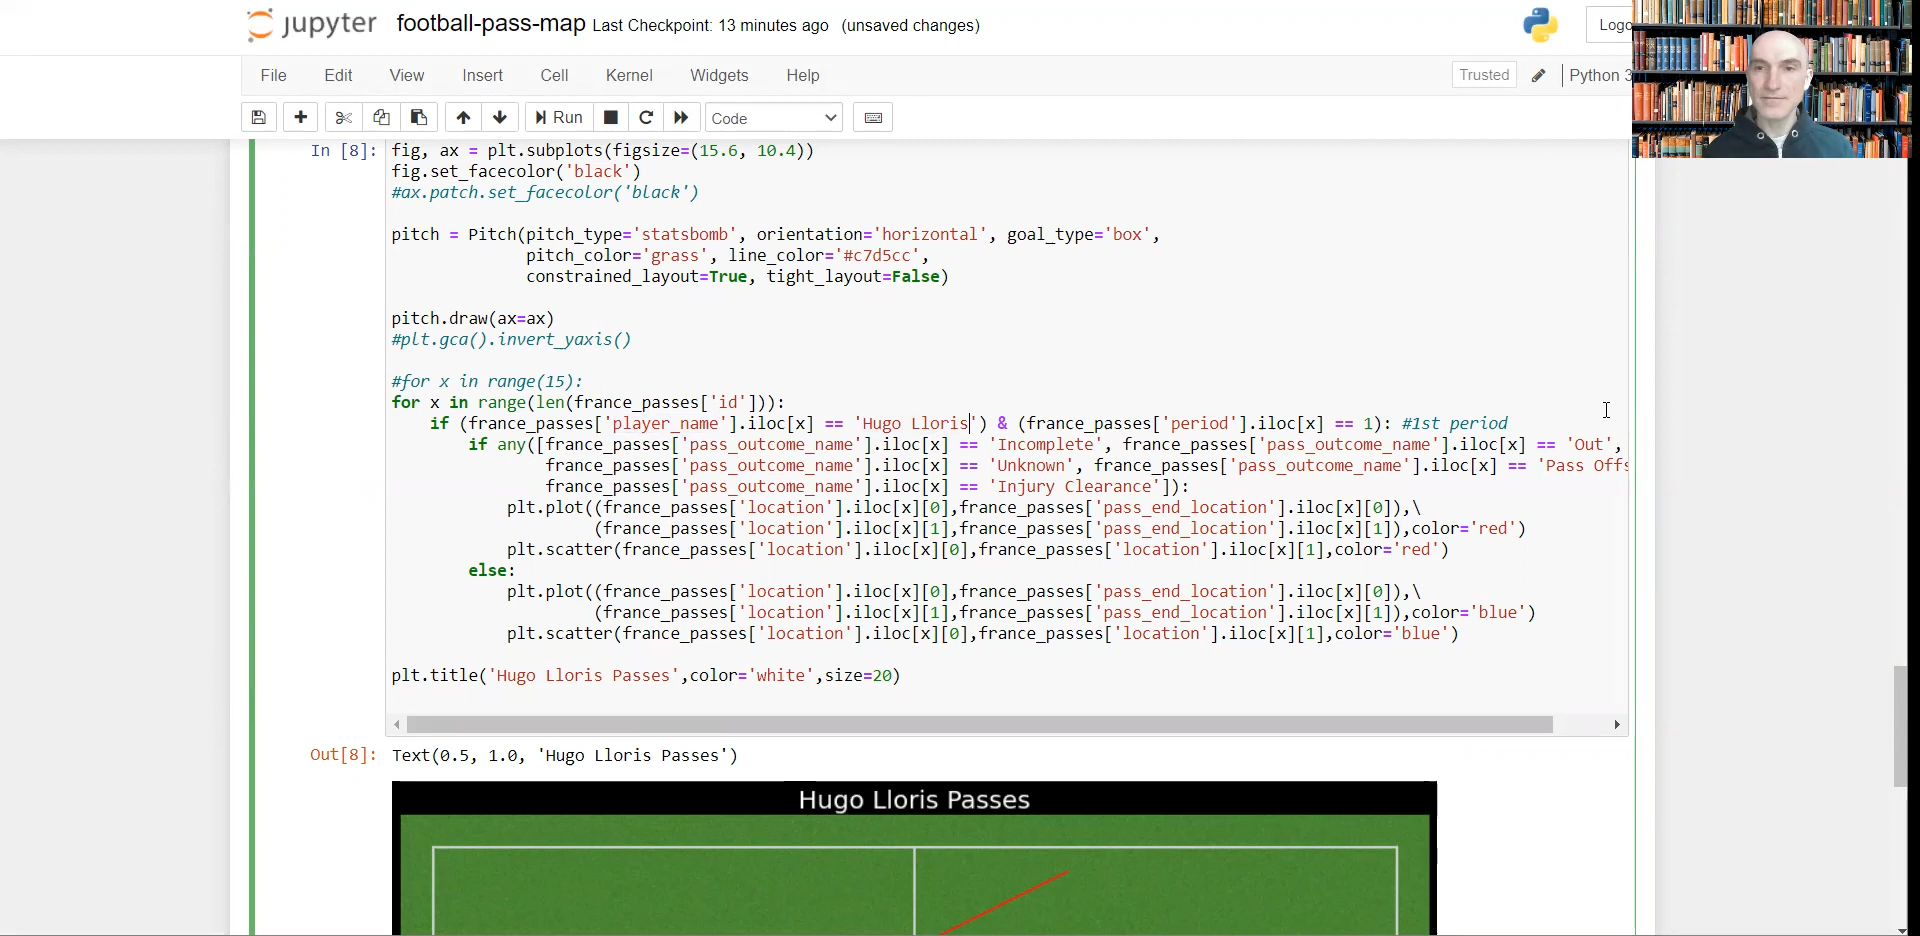 jupyter football-pass-map Last Checkpoint: 13 minutes ago (unsaved changes)
Logo
File Edit View Insert Cell Kernel Widgets Help
Trusted Python 3
Run Code
In [8]: fig, ax = plt.subplots(figsize=(15.6, 10.4))
fig.set_facecolor('black')
#ax.patch.set_facecolor('black')
pitch = Pitch(pitch_type='statsbomb', orientation='horizontal', goal_type='box',
pitch_color='grass', line_color='#c7d5cc',
constrained_layout=True, tight_layout=False)
pitch.draw(ax=ax)
#plt.gca().invert_yaxis()
#for x in range(15):
for x in range(len(france_passes['id'])):
if (france_passes['player_name'].iloc[x] == 'Hugo Lloris') & (france_passes['period'].iloc[x] == 1): #1st period
if any([france_passes['pass_outcome_name'].iloc[x] == 'Incomplete', france_passes['pass_outcome_name'].iloc[x] == 'Out',
france_passes['pass_outcome_name'].iloc[x] == 'Unknown', france_passes['pass_outcome_name'].iloc[x] == 'Pass Offs
france_passes['pass_outcome_name'].iloc[x] == 'Injury Clearance']):
plt.plot((france_passes['location'].iloc[x][0],france_passes['pass_end_location'].iloc[x][0]),\
(france_passes['location'].iloc[x][1],france_passes['pass_end_location'].iloc[x][1]),color='red')
plt.scatter(france_passes['location'].iloc[x][0],france_passes['location'].iloc[x][1],color='red')
else:
plt.plot((france_passes['location'].iloc[x][0],france_passes['pass_end_location'].iloc[x][0]),\
(france_passes['location'].iloc[x][1],france_passes['pass_end_location'].iloc[x][1]),color='blue')
plt.scatter(france_passes['location'].iloc[x][0],france_passes['location'].iloc[x][1],color='blue')
plt.title('Hugo Lloris Passes',color='white',size=20)
Out[8]: Text(0.5, 1.0, 'Hugo Lloris Passes')
Hugo Lloris Passes